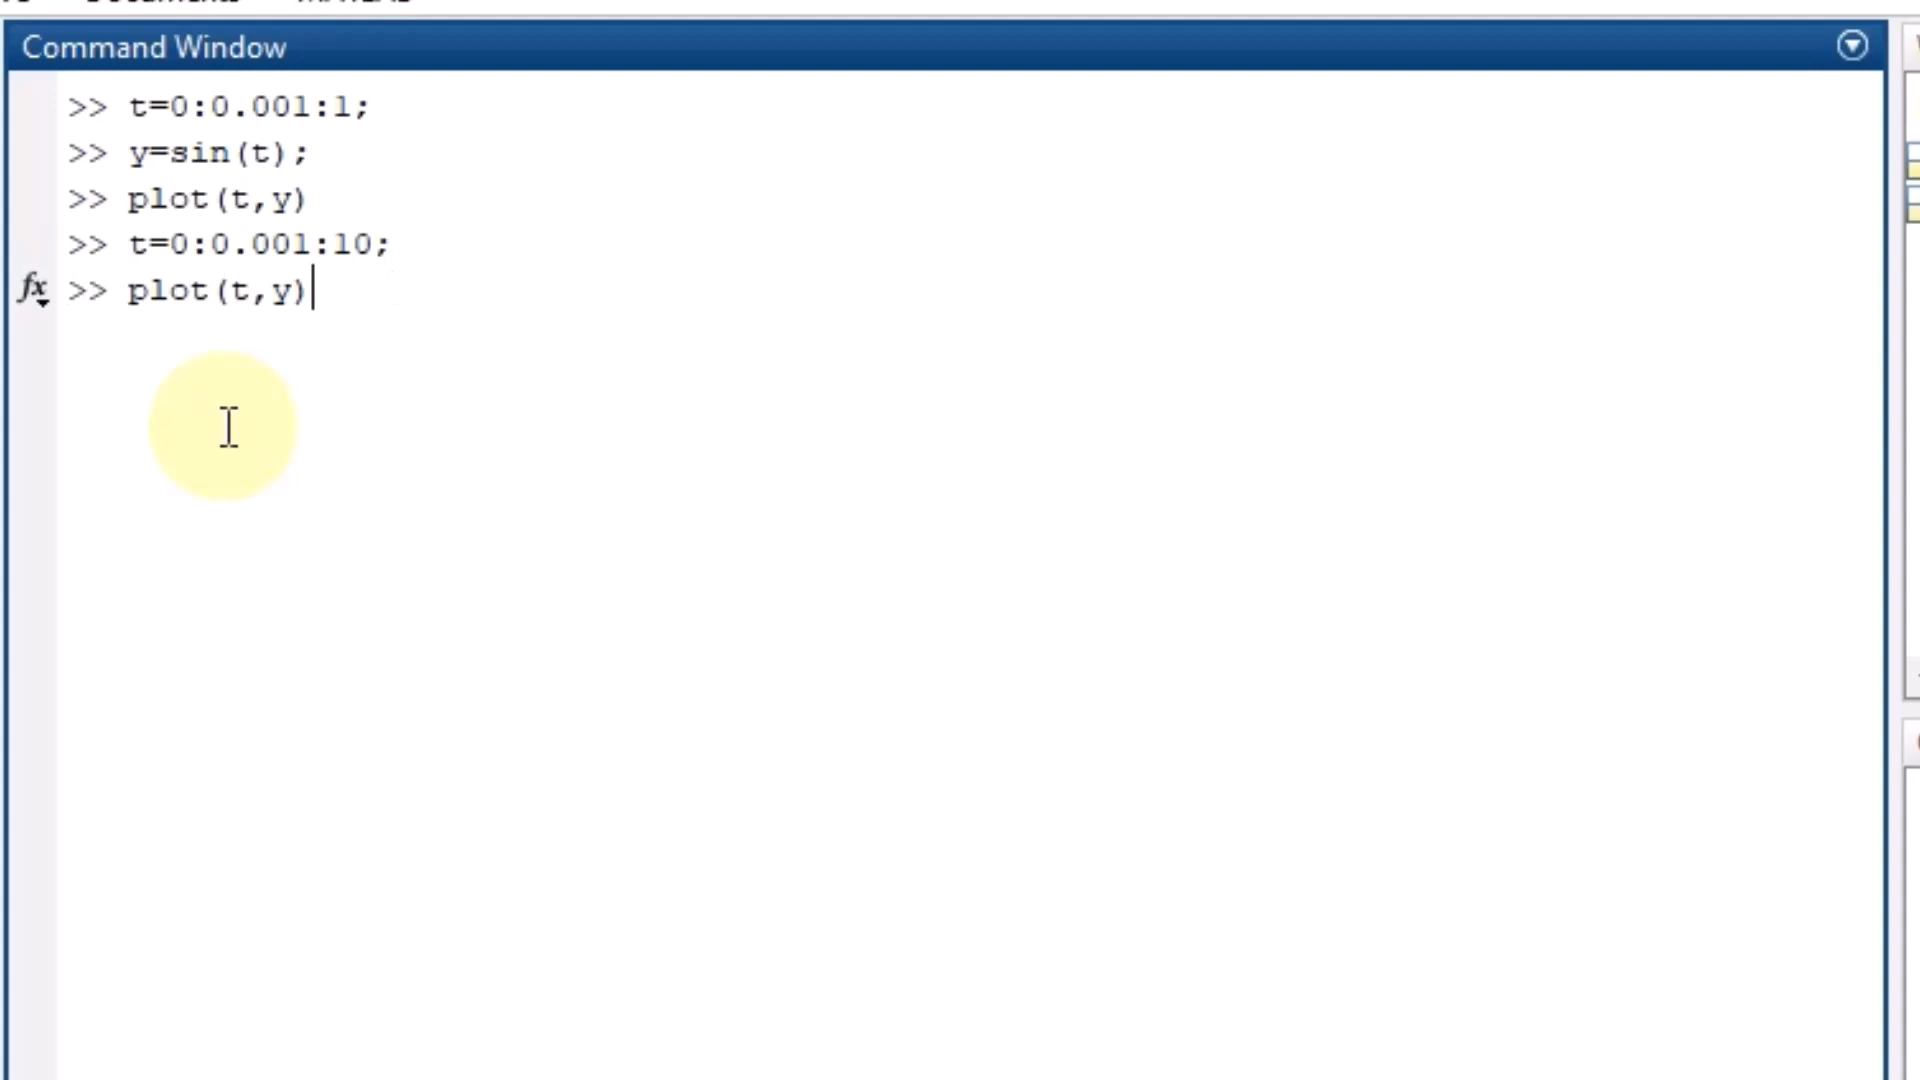 Command Window
>> t=0:0.001:1;
>> y=sin(t);
>> plot(t,y)
>> t=0:0.001:10;
fx >> plot(t,y)